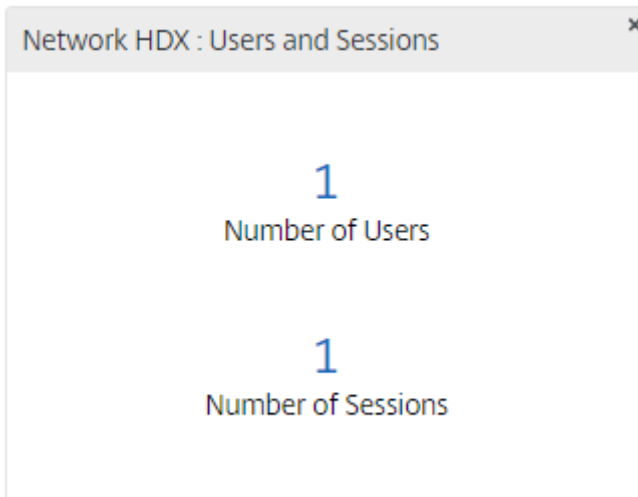 Network HDX : Users and Sessions
1
Number of Users
1
Number of Sessions